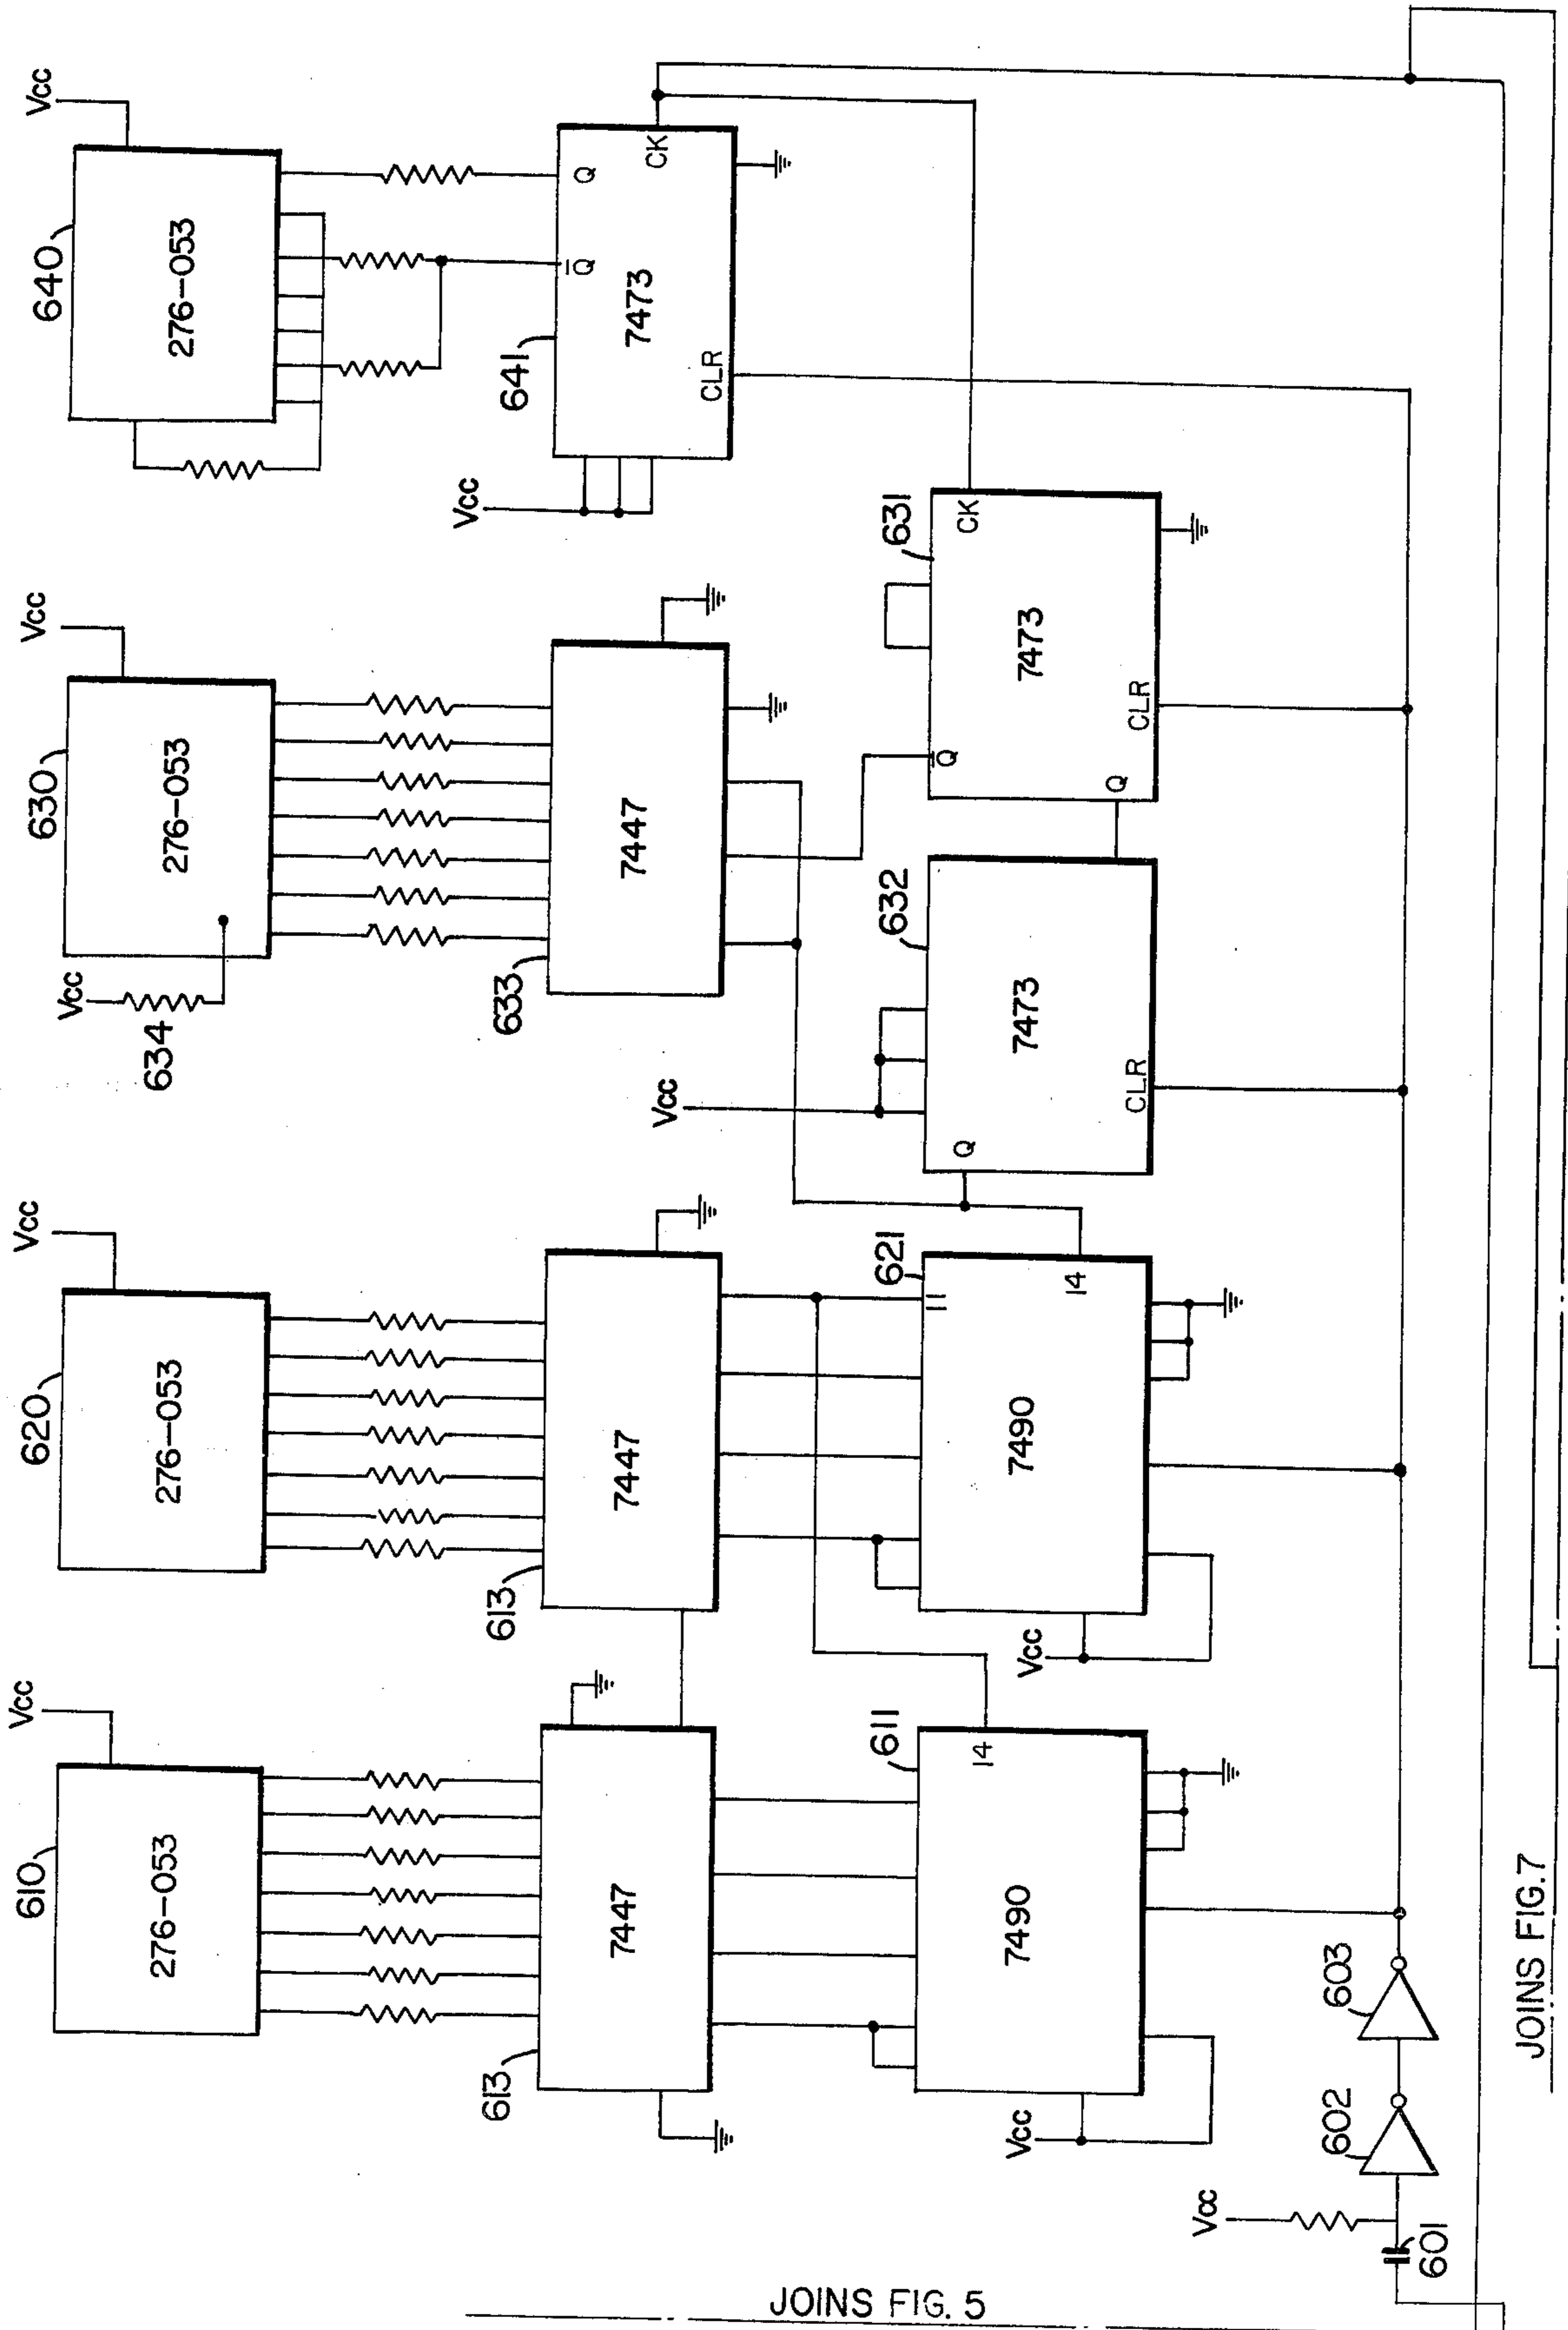 Vcc
Vcc
Vcc
Vcc
640
630
620
610
276-053
276-053
276-053
276-053
Vcc
634
Q
CK
Q
7473
641
CLR
Vcc
7447
633
7447
613
7447
613
Vcc
631
CK
7473
Q
CLR
Q
632
7473
CLR
Q
621
11
14
7490
Vcc
611
14
7490
Vcc
603
602
Vcc
601
JOINS FIG. 5
JOINS FIG.7